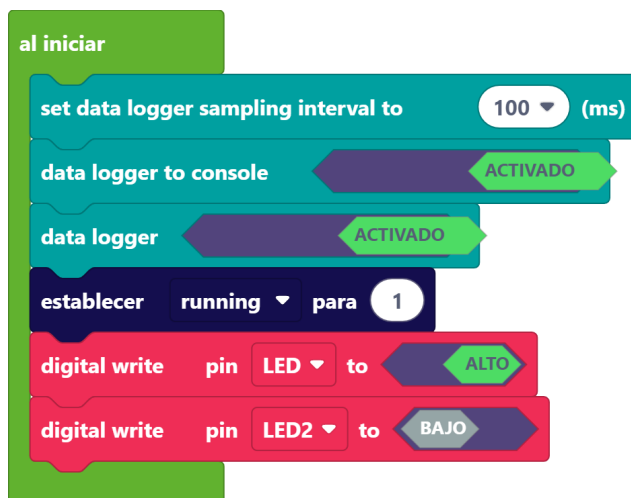 al iniciar
set data logger sampling interval to 100 (ms)
data logger to console ACTIVADO
data logger ACTIVADO
establecer running para 1
digital write pin LED to ALTO
digital write pin LED2 to BAJO